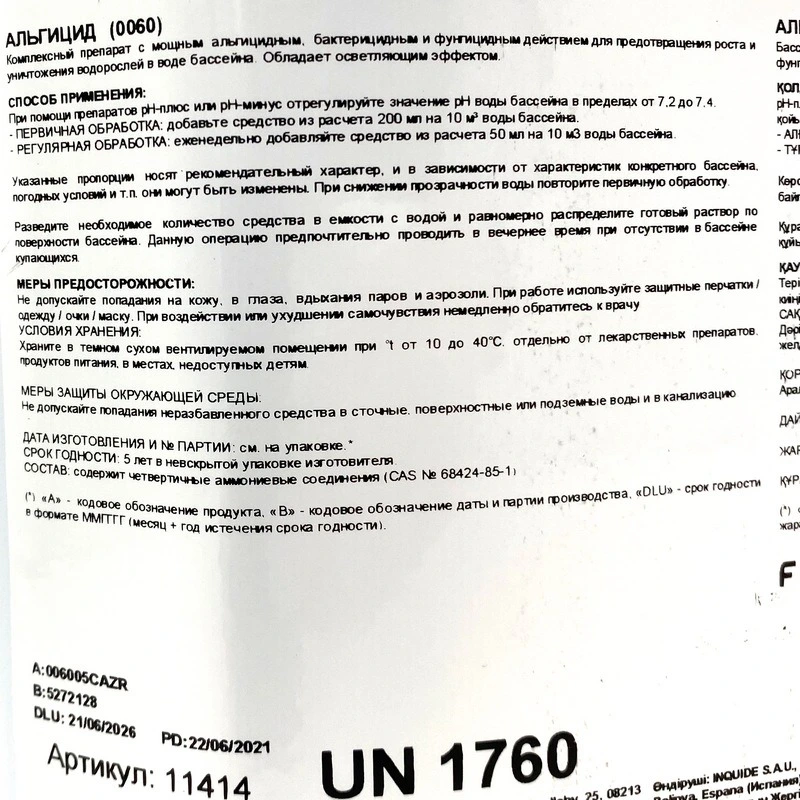 АЛЬГИЦИД (0060)
Комплексный препарат с мощным альгицидным, бактерицидным и фунгицидным действием для предотвращения роста и
уничтожения водорослей в воде бассейна. Обладает осветляющим эффектом.
СПОСОБ ПРИМЕНЕНИЯ:
При помощи препаратов pH-плюс или pH-минус отрегулируйте значение pH воды бассейна в пределах от 7,2 до 7,4.
- ПЕРВИЧНАЯ ОБРАБОТКА: добавьте средство из расчета 200 мл на 10 м³ воды бассейна.
- РЕГУЛЯРНАЯ ОБРАБОТКА: еженедельно добавляйте средство из расчета 50 мл на 10 м3 воды бассейна.
Указанные пропорции носят рекомендательный характер, и в зависимости от характеристик конкретного бассейна,
погодных условий и т.п. они могут быть изменены. При снижении прозрачности воды повторите первичную обработку.
Разведите необходимое количество средства в емкости с водой и равномерно распределите готовый раствор по
поверхности бассейна. Данную операцию предпочтительно проводить в вечернее время при отсутствии в бассейне
купающихся.
МЕРЫ ПРЕДОСТОРОЖНОСТИ:
Не допускайте попадания на кожу, в глаза, вдыхания паров и аэрозоли. При работе используйте защитные перчатки /
одежду / очки / маску. При воздействии или ухудшении самочувствия немедленно обратитесь к врачу
УСЛОВИЯ ХРАНЕНИЯ:
Храните в темном сухом вентилируемом помещении при °t от 10 до 40°C, отдельно от лекарственных препаратов,
продуктов питания, в местах, недоступных детям.
МЕРЫ ЗАЩИТЫ ОКРУЖАЮЩЕЙ СРЕДЫ:
Не допускайте попадания неразбавленного средства в сточные, поверхностные или подземные воды и в канализацию
ДАТА ИЗГОТОВЛЕНИЯ И № ПАРТИИ: см. на упаковке.*
СРОК ГОДНОСТИ: 5 лет в невскрытой упаковке изготовителя.
СОСТАВ: содержит четвертичные аммониевые соединения (CAS № 68424-85-1)
(*) «А» - кодовое обозначение продукта, «В» - кодовое обозначение даты и партии производства, «DLU» - срок годности
в формате ММГГГГ (месяц + год истечения срока годности).
A:006005CAZR
B:5272128
DLU: 21/06/2026 PD:22/06/2021
Артикул: 11414
UN 1760
25, 08213 Өндіруші: INQUIDE S.A.U.,
Polinya, Espana (Испания)